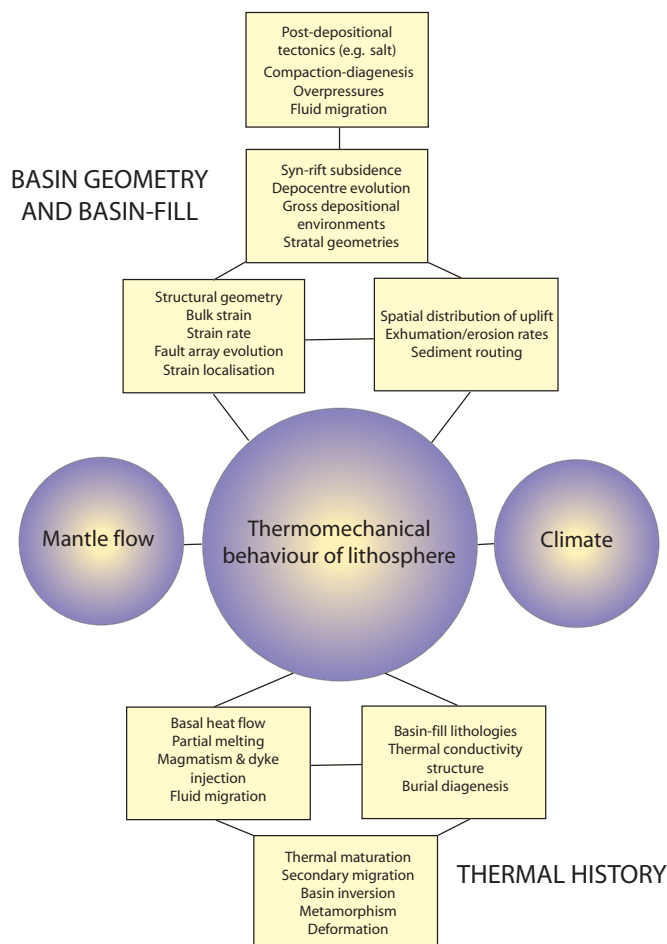 Post-depositional
tectonics (e.g. salt)
Compaction-diagenesis
Overpressures
Fluid migration
BASIN GEOMETRY
AND BASIN-FILL
Syn-rift subsidence
Depocentre evolution
Gross depositional
environments
Stratal geometries
Structural geometry
Bulk strain
Strain rate
Fault array evolution
Strain localisation
Spatial distribution of uplift
Exhumation/erosion rates
Sediment routing
Mantle flow
Thermomechanical
behaviour of lithosphere
Climate
Basal heat flow
Partial melting
Magmatism & dyke
injection
Fluid migration
Basin-fill lithologies
Thermal conductivity
structure
Burial diagenesis
Thermal maturation
Secondary migration
Basin inversion
Metamorphism
Deformation
THERMAL HISTORY